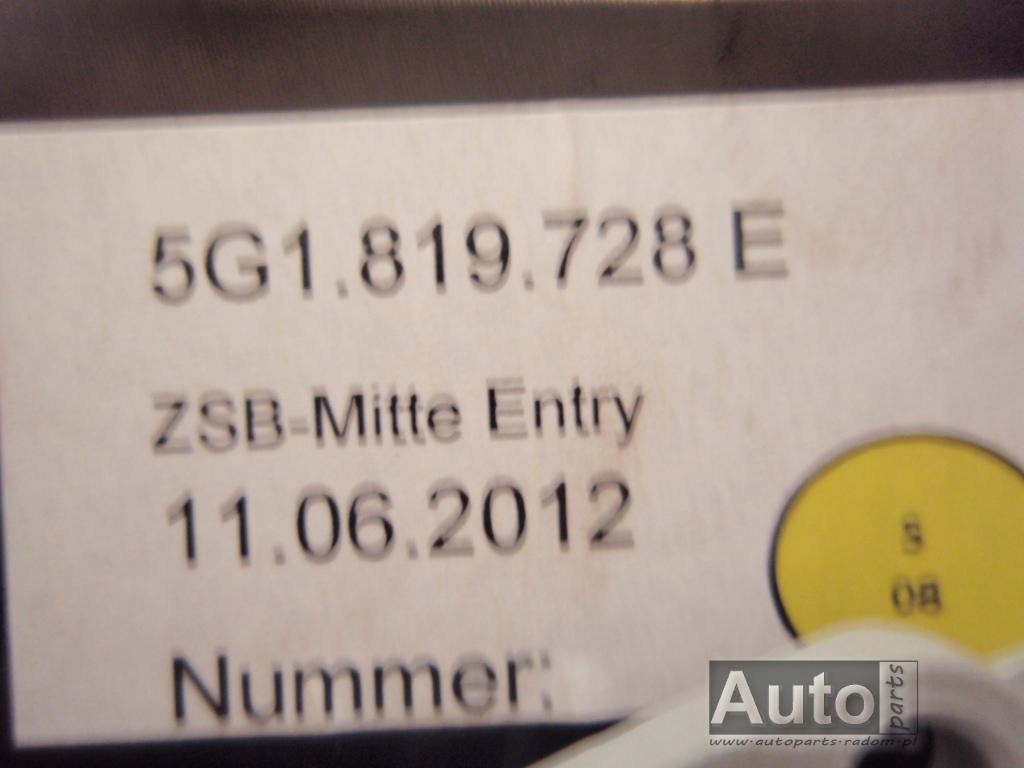 5G1.819.728 E
ZSB-Mitte Entry
11.06.2012
5
08
Nummer:
Auto parts
www.autoparts-radom.pl